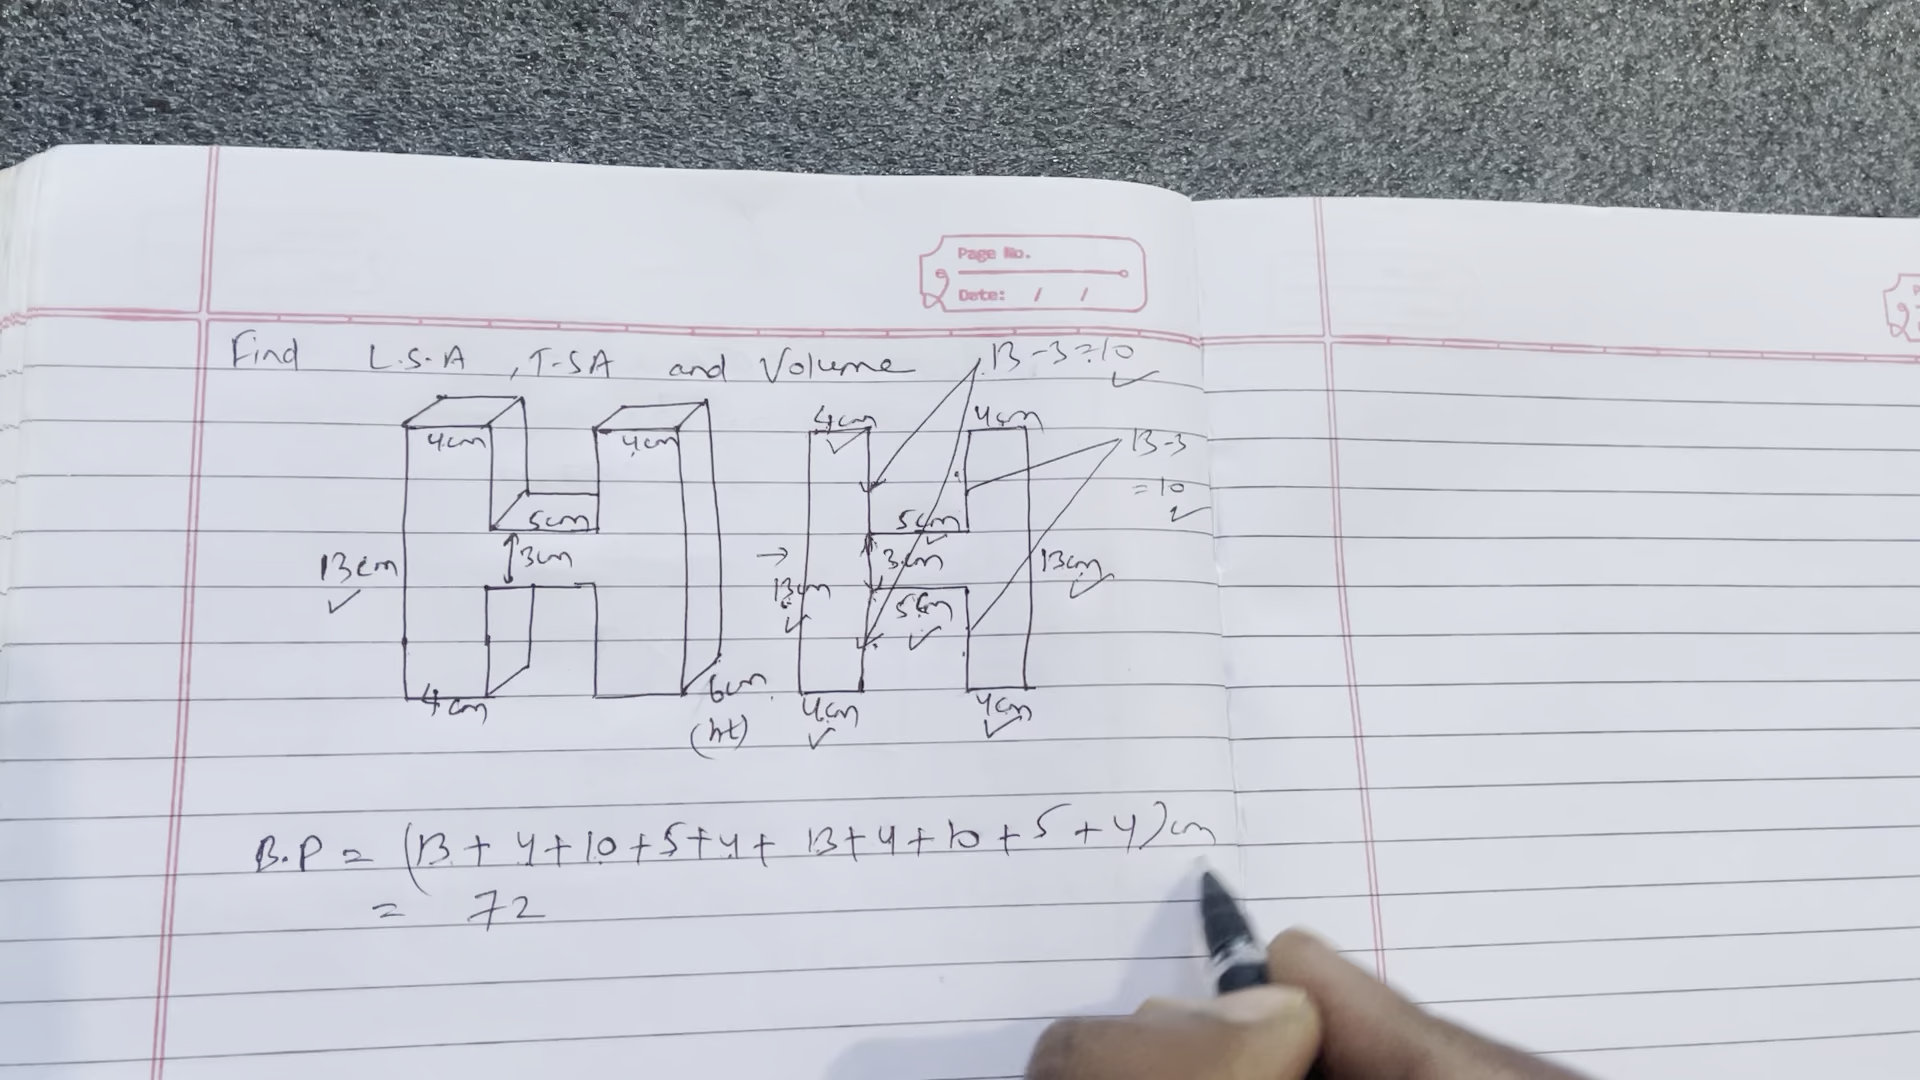 Page No.
Date: / /
Find L.S.A , T.S.A and Volume
13-3=10
4cm
4cm
4cm
4cm
13-3
=10
5cm
5cm
3cm
3cm
13cm
13cm
13cm
5cm
4cm
6cm
(ht)
4cm
4cm
B.P = (13 + 4 + 10 + 5 + 4 + 13 + 4 + 10 + 5 + 4) cm
= 72